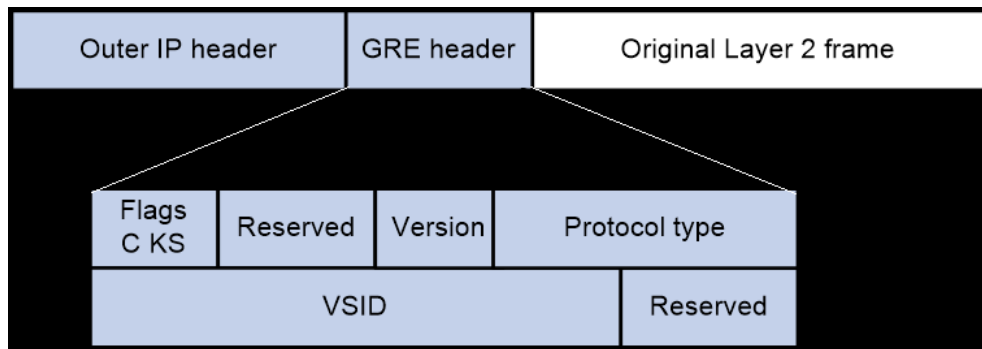 Outer IP header GRE header Original Layer 2 frame
Flags
C KS Reserved Version Protocol type
VSID Reserved